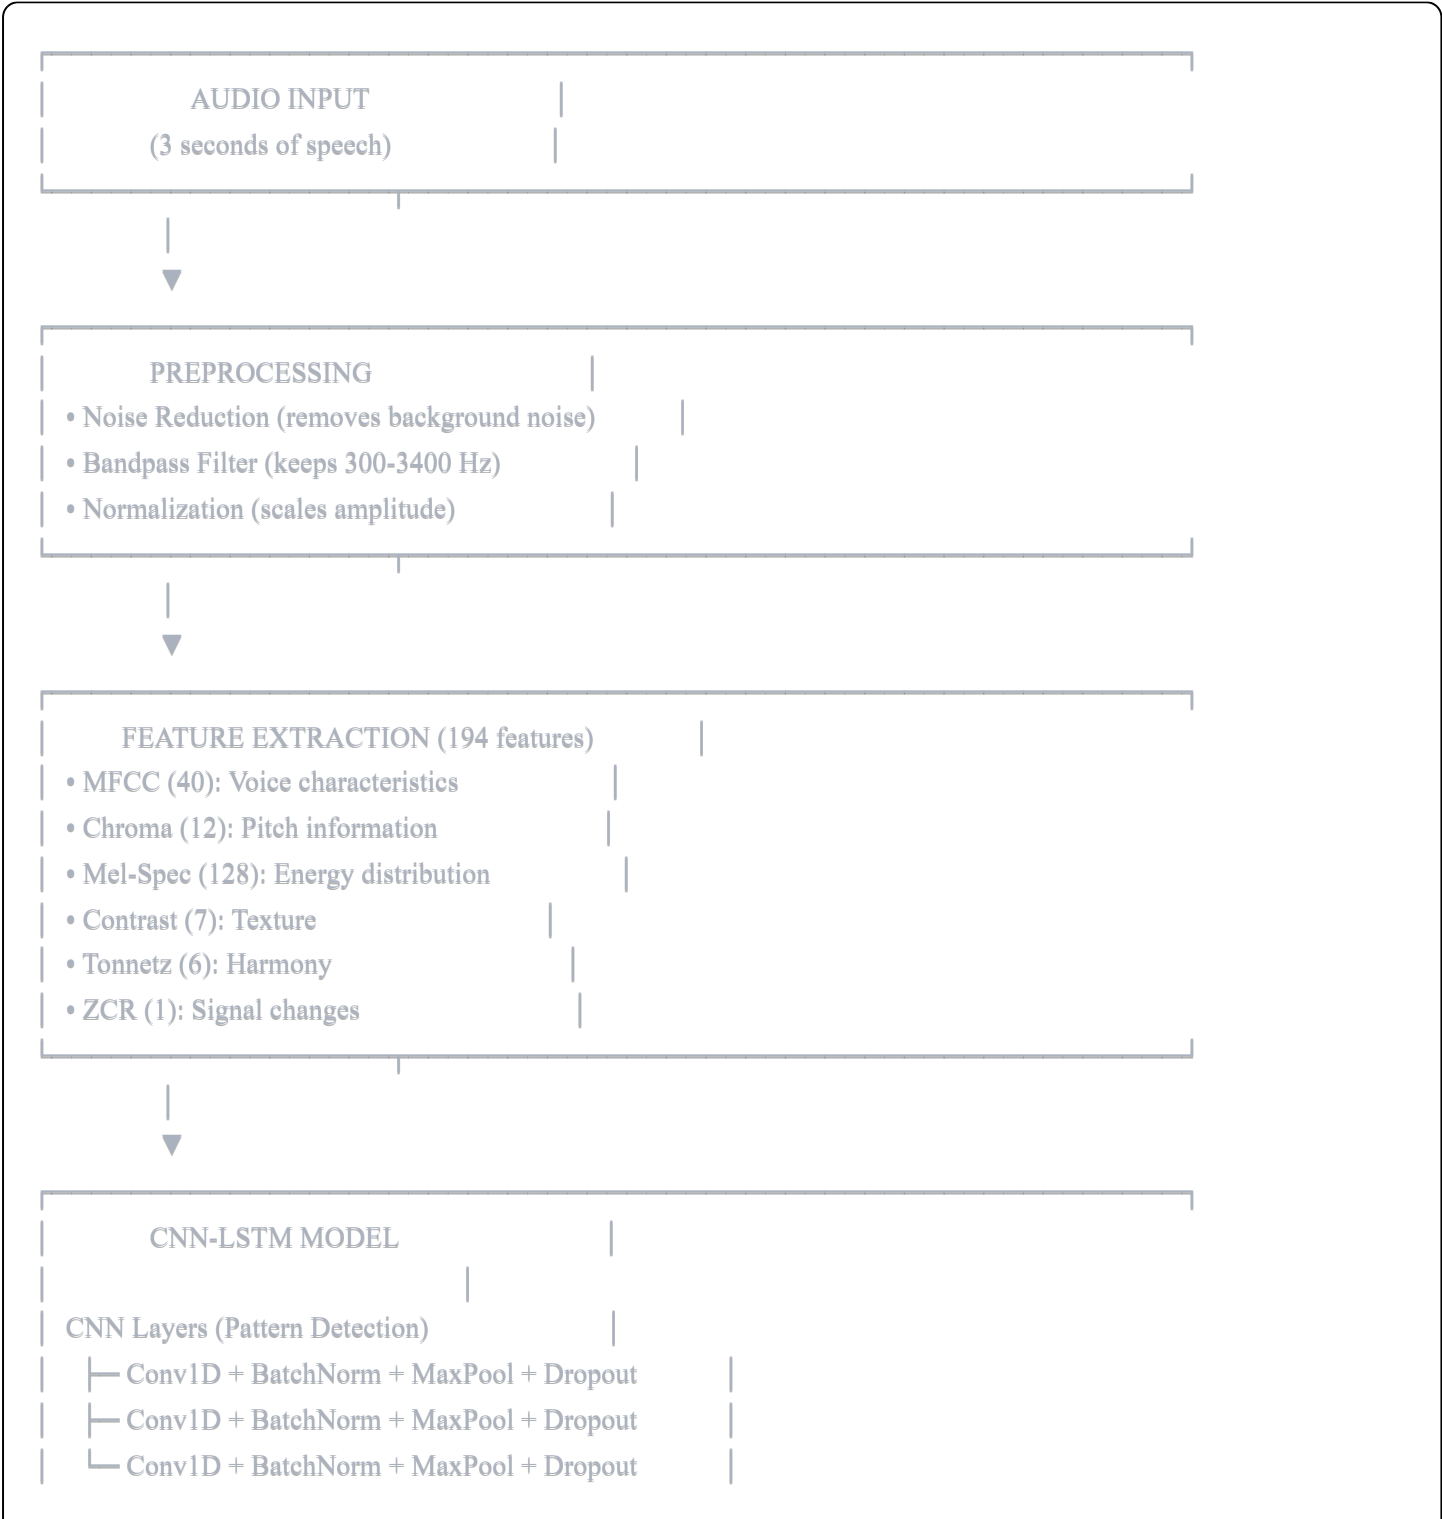 AUDIO INPUT
(3 seconds of speech)
PREPROCESSING
• Noise Reduction (removes background noise)
• Bandpass Filter (keeps 300-3400 Hz)
• Normalization (scales amplitude)
FEATURE EXTRACTION (194 features)
• MFCC (40): Voice characteristics
• Chroma (12): Pitch information
• Mel-Spec (128): Energy distribution
• Contrast (7): Texture
• Tonnetz (6): Harmony
• ZCR (1): Signal changes
CNN-LSTM MODEL
CNN Layers (Pattern Detection)
├─ Conv1D + BatchNorm + MaxPool + Dropout
├─ Conv1D + BatchNorm + MaxPool + Dropout
└─ Conv1D + BatchNorm + MaxPool + Dropout